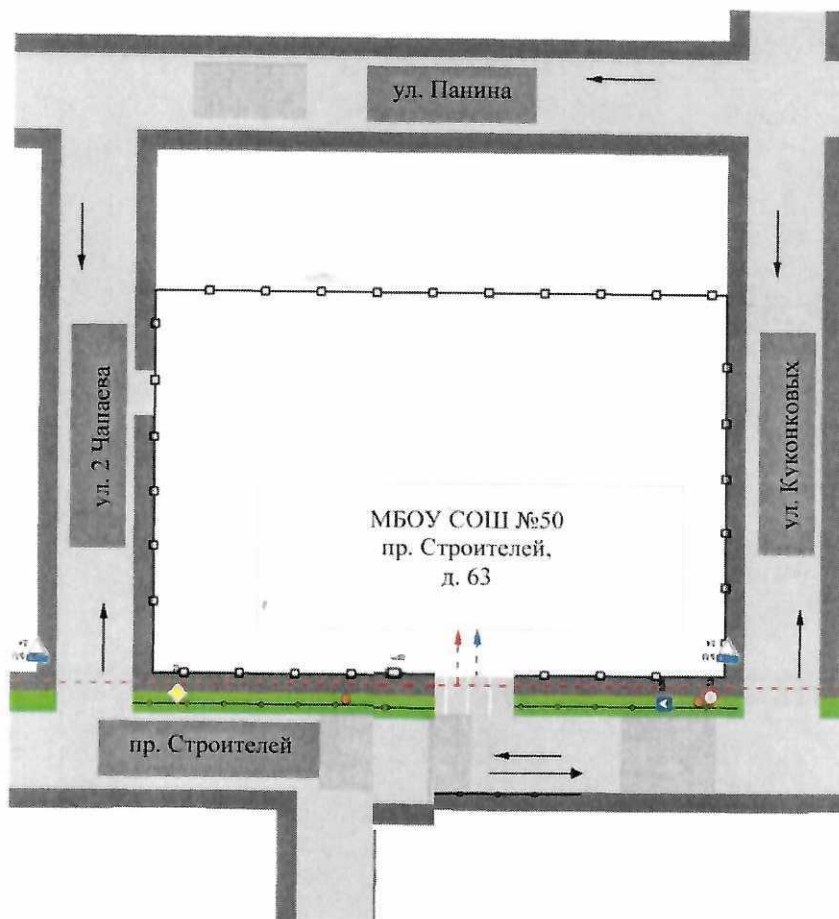 ул. Панина
ул. 2 Чапаева
ул. Куконковых
МБОУ СОШ №50
пр. Строителей,
д. 63
пр. Строителей